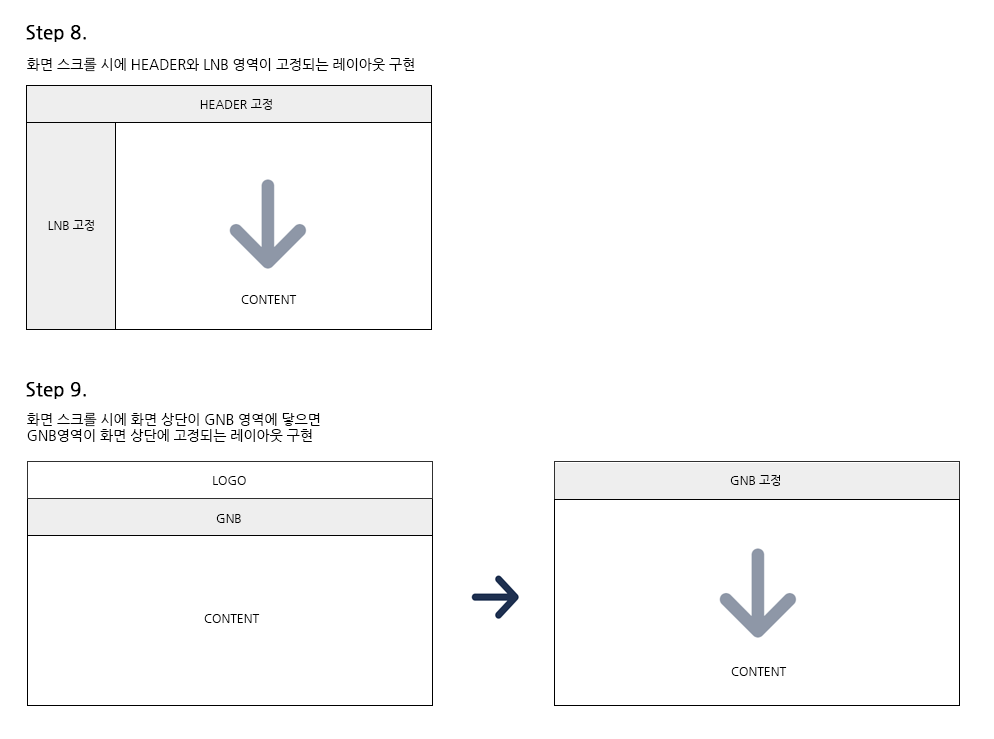 Step 8.
화면 스크롤 시에 HEADER와 LNB 영역이 고정되는 레이아웃 구현
HEADER 고정
LNB 고정
CONTENT
Step 9.
화면 스크롤 시에 화면 상단이 GNB 영역에 닿으면
GNB영역이 화면 상단에 고정되는 레이아웃 구현
LOGO
GNB
CONTENT
GNB 고정
CONTENT